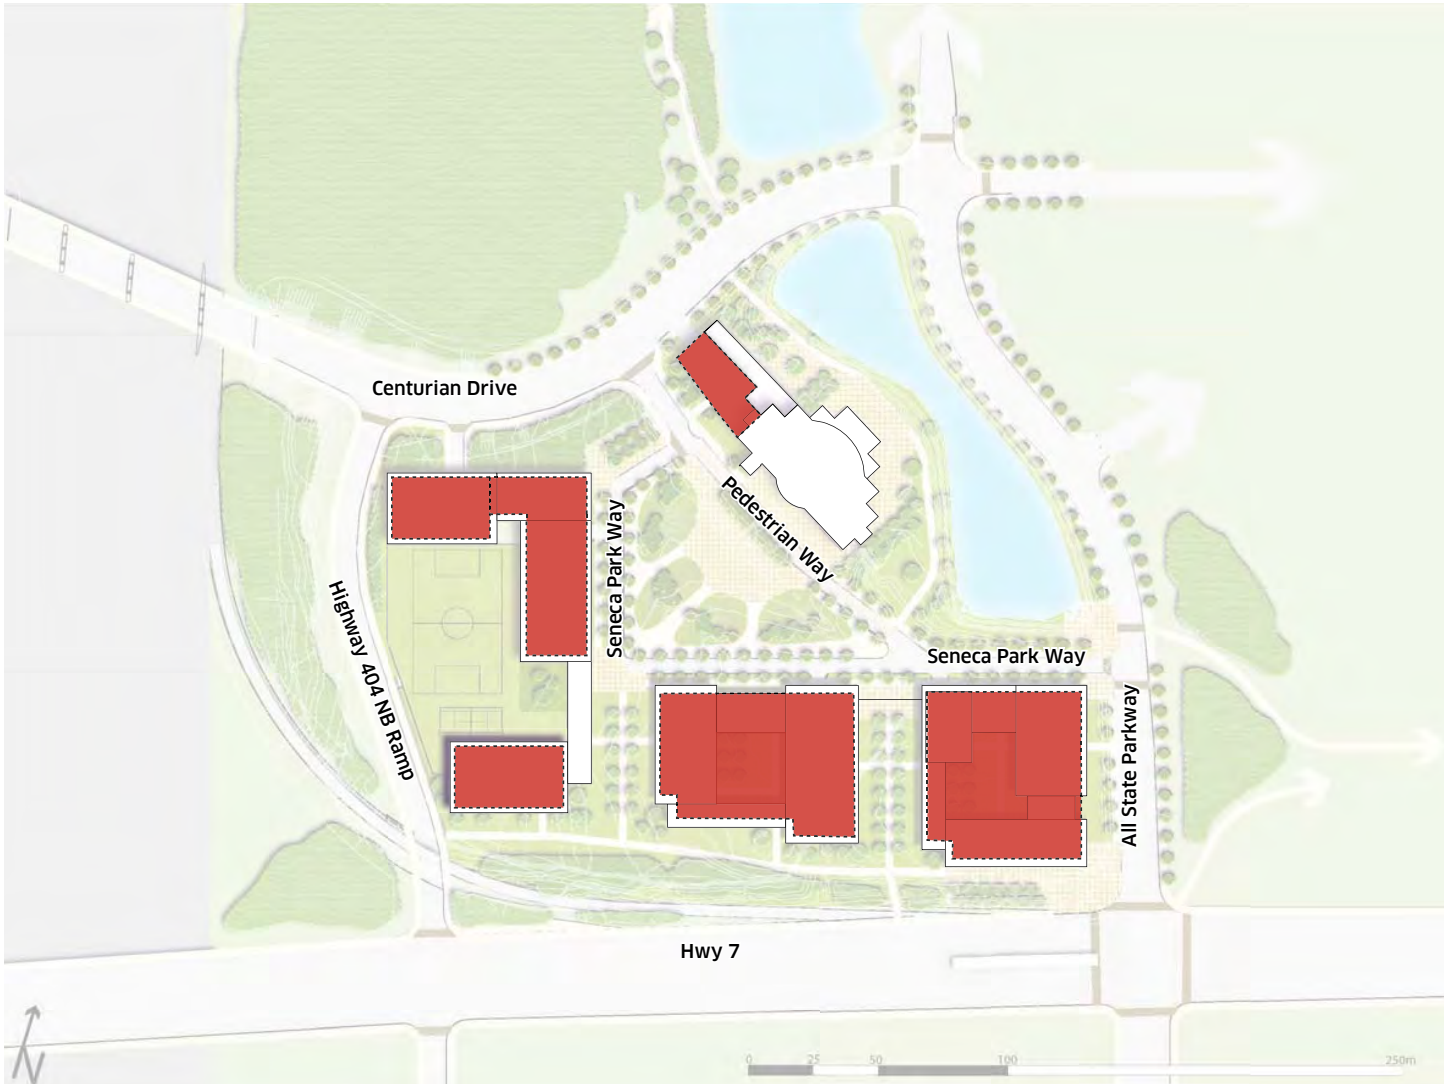 Centurian Drive
Seneca Park Way
Pedestrian Way
Highway 404 NB Ramp
Seneca Park Way
All State Parkway
Hwy 7
N
0 25 50 100 250m